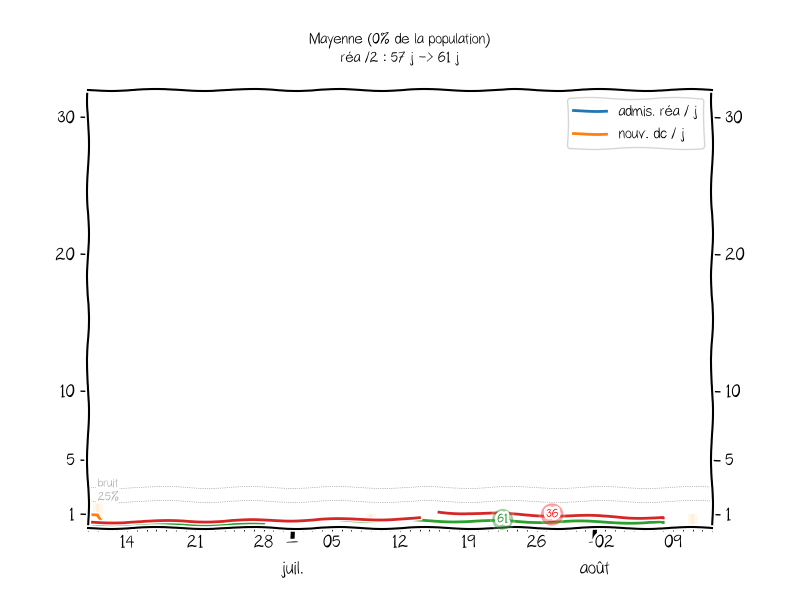 Mayenne (0% de la population)
réa /2 : 57 j -> 61 j
admis. réa / j
nouv. dc / j
30
30
20
20
10
10
5
5
bruit
25%
1
1
61
36
14 21 28 05 12 19 26 02 09
juil. août